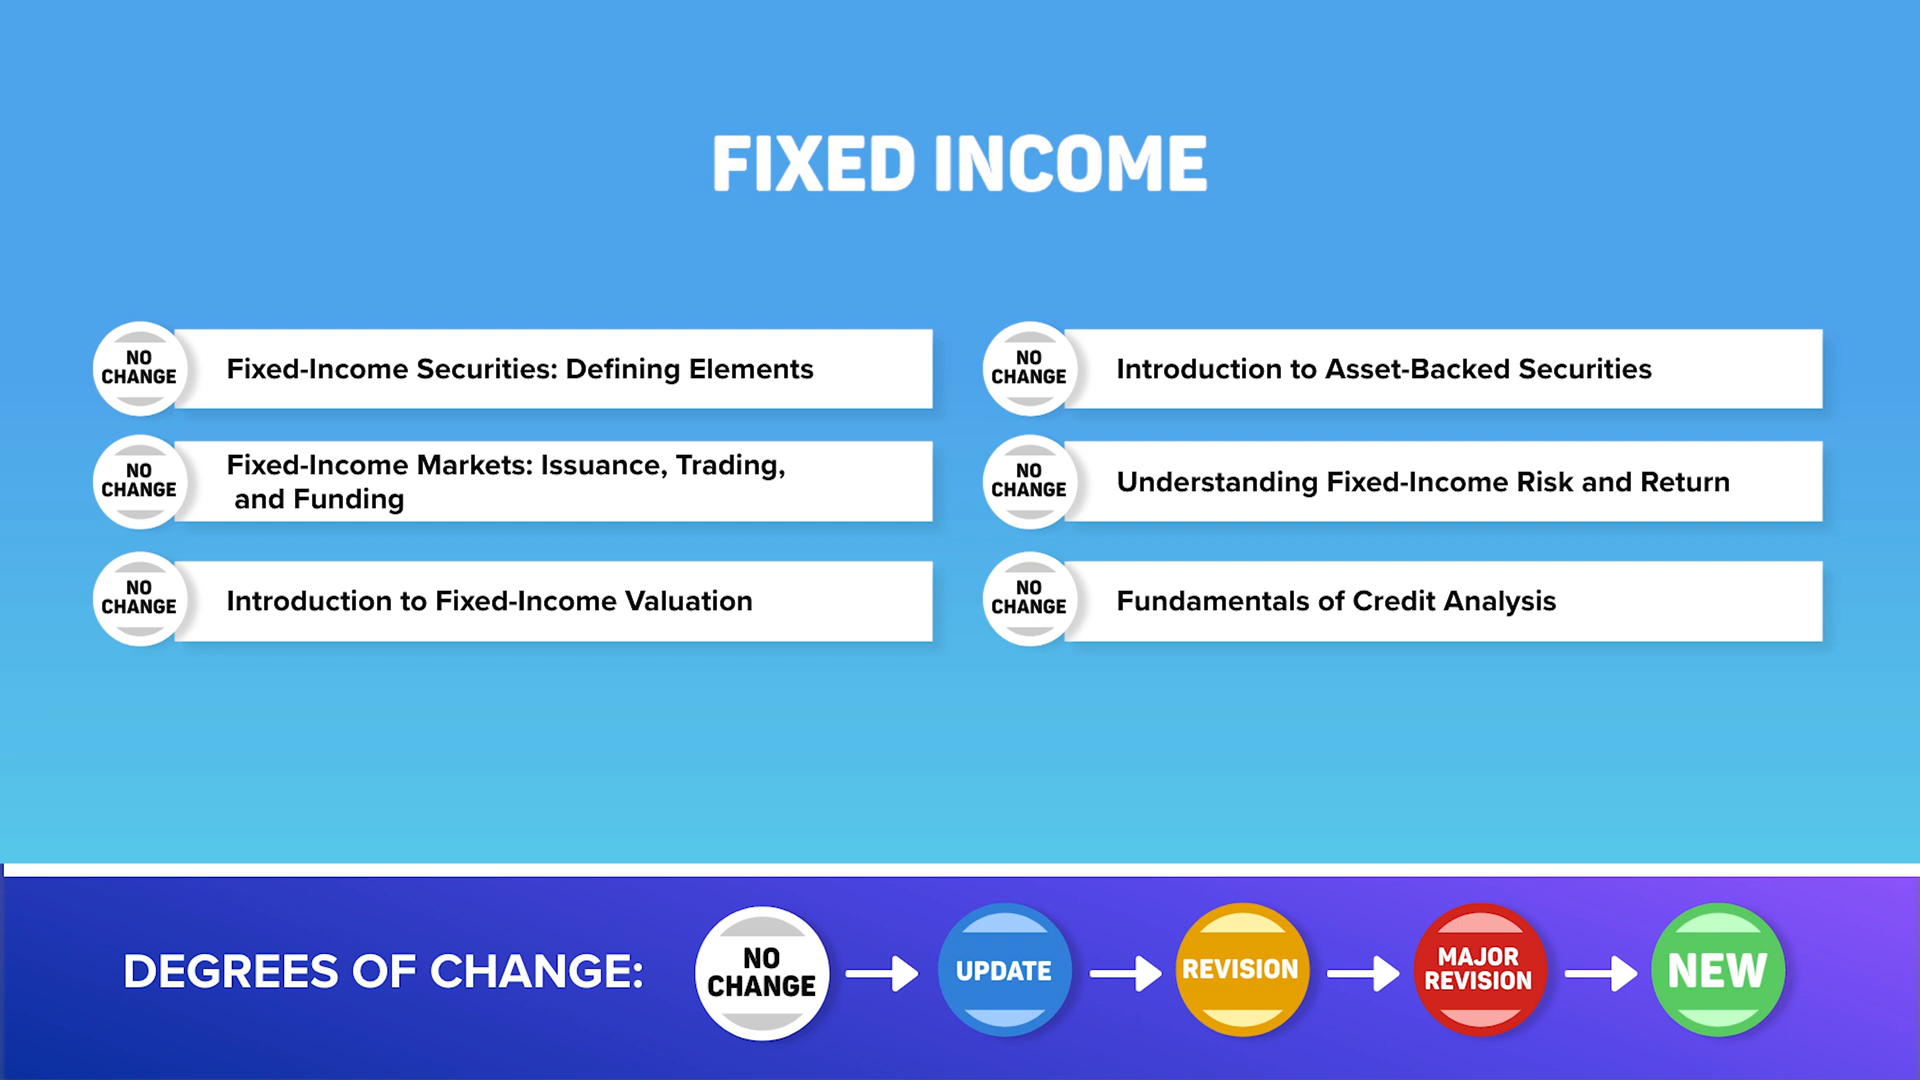 FIXED INCOME
NO
CHANGE
Fixed-Income Securities: Defining Elements
NO
CHANGE
Fixed-Income Markets: Issuance, Trading,
and Funding
NO
CHANGE
Introduction to Fixed-Income Valuation
NO
CHANGE
Introduction to Asset-Backed Securities
NO
CHANGE
Understanding Fixed-Income Risk and Return
NO
CHANGE
Fundamentals of Credit Analysis
DEGREES OF CHANGE:
NO
CHANGE
UPDATE
REVISION
MAJOR
REVISION
NEW